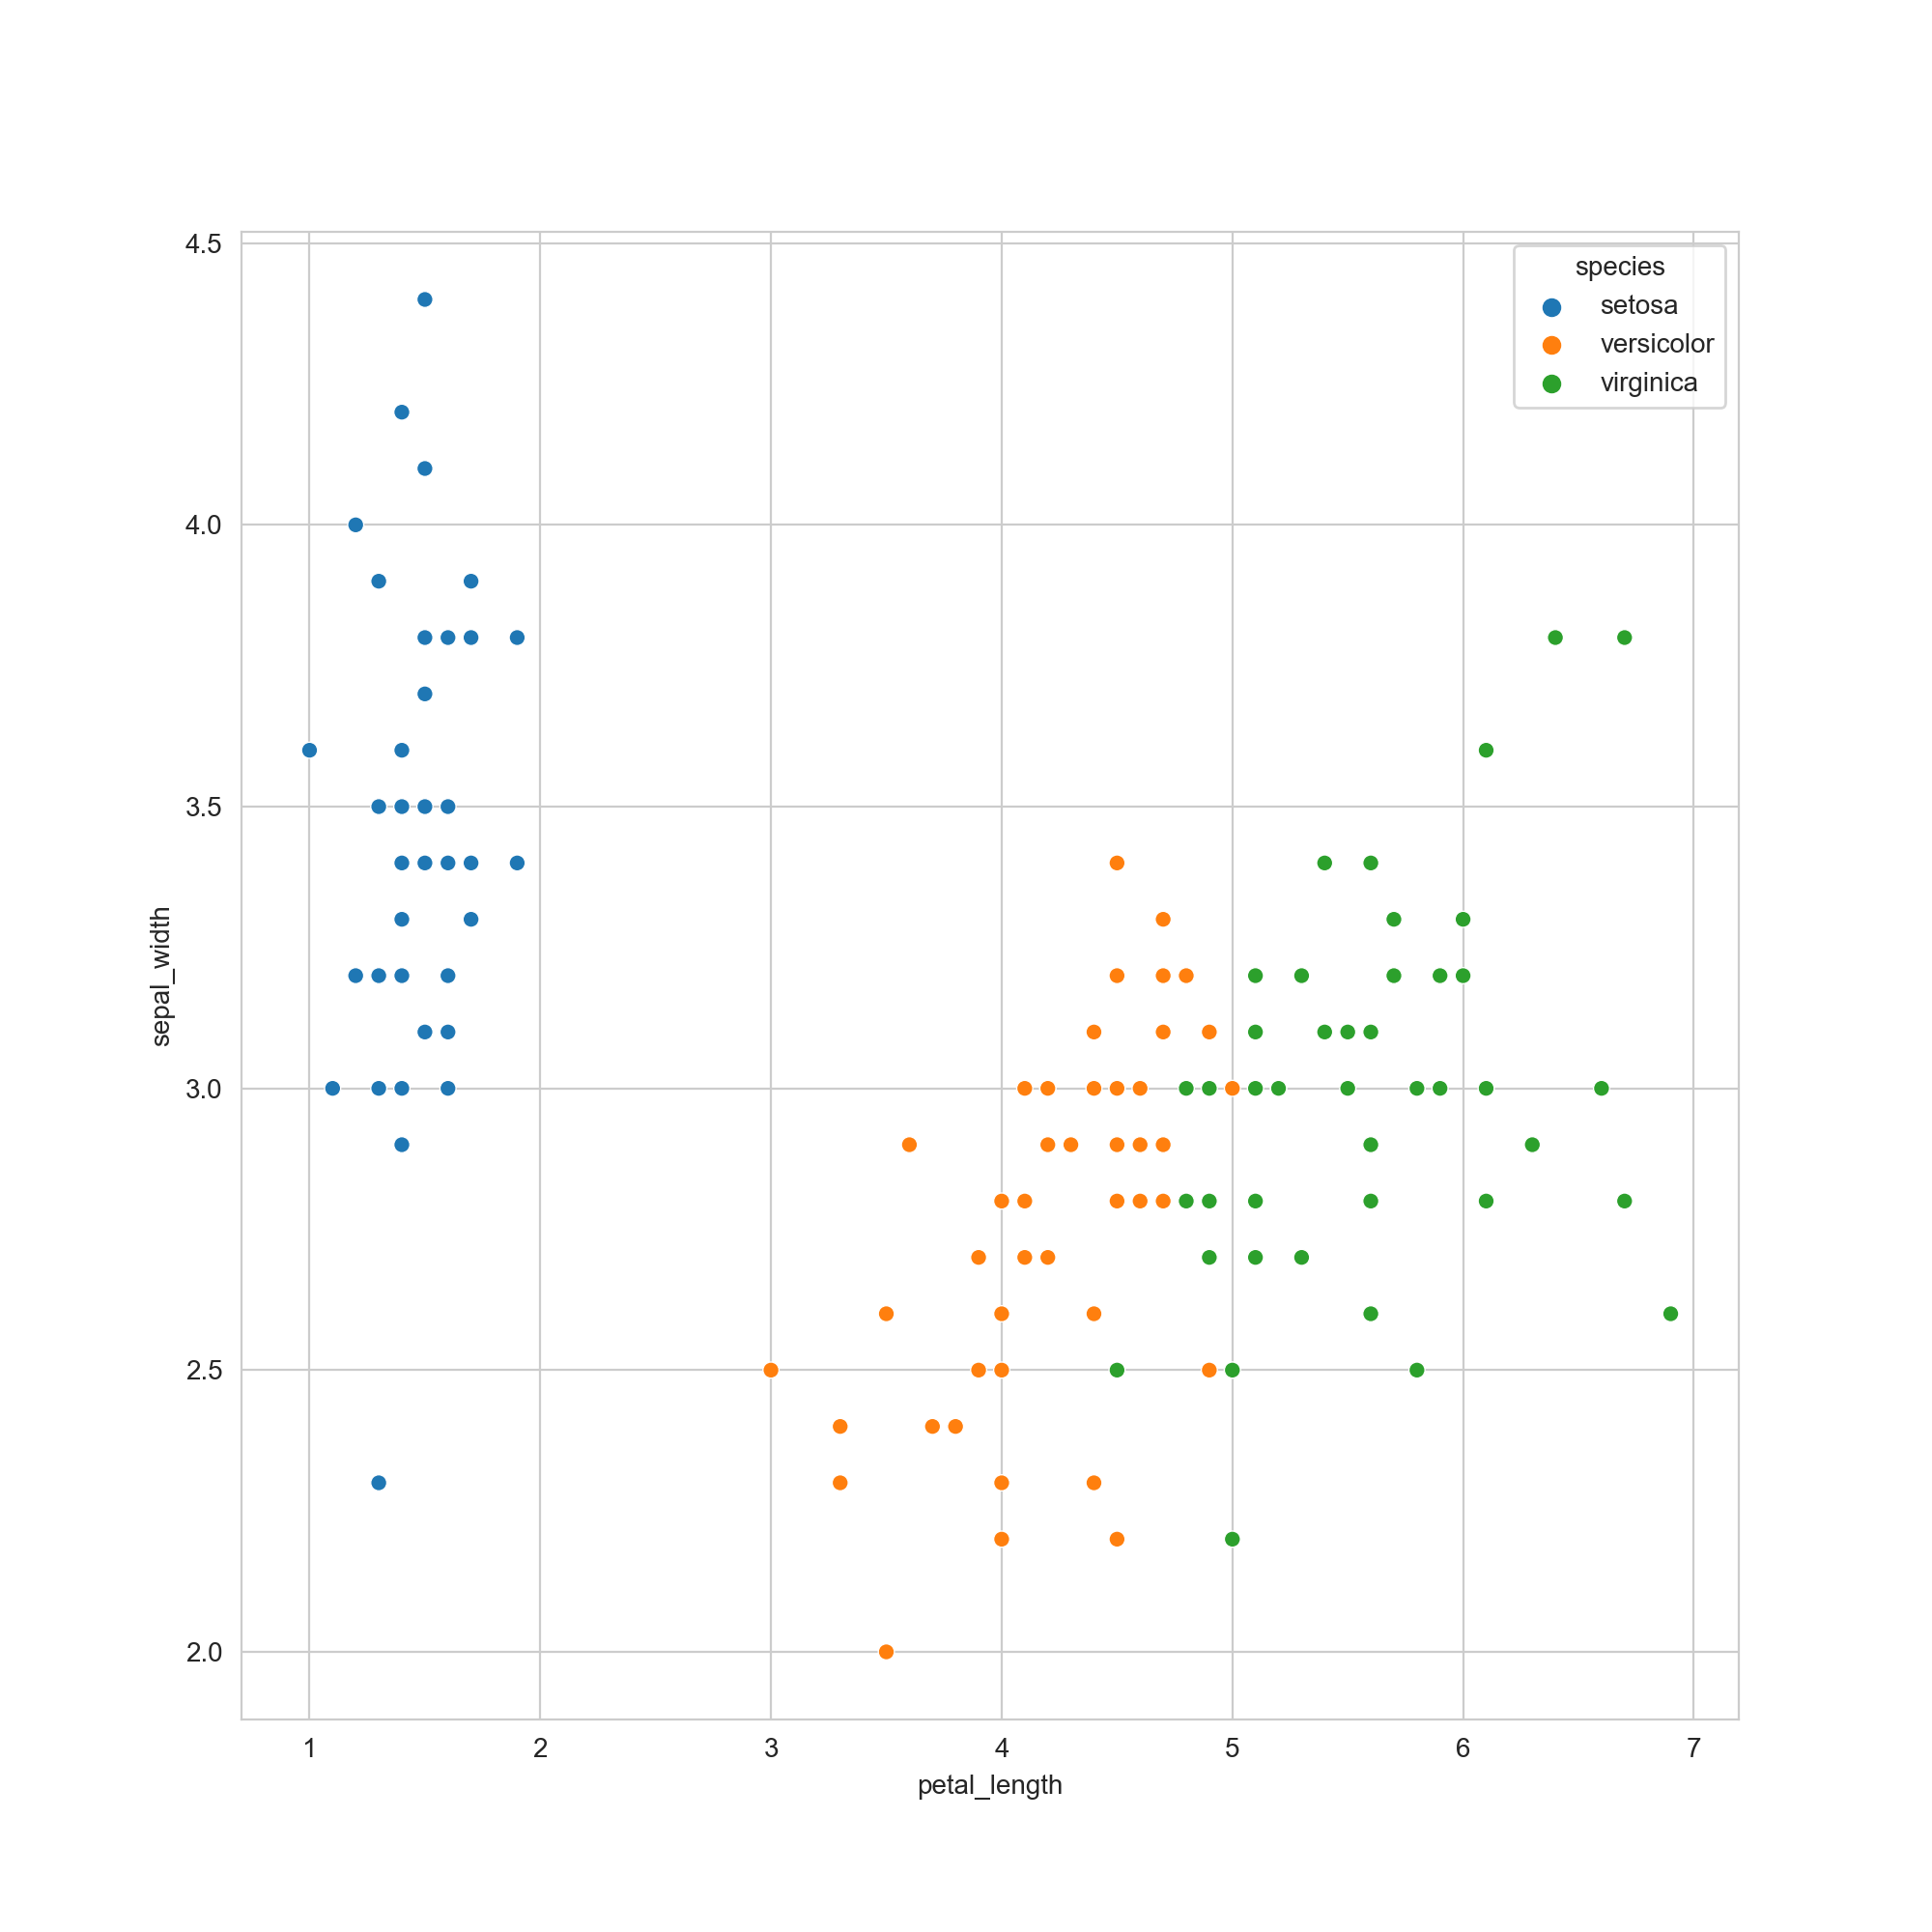 species
setosa
versicolor
virginica
4.5
4.0
3.5
3.0
2.5
2.0
sepal_width
1 2 3 4 5 6 7
petal_length